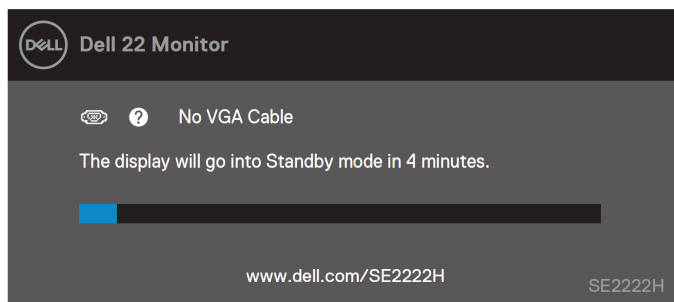 DELL
Dell 22 Monitor
? No VGA Cable
The display will go into Standby mode in 4 minutes.
www.dell.com/SE2222H
SE2222H